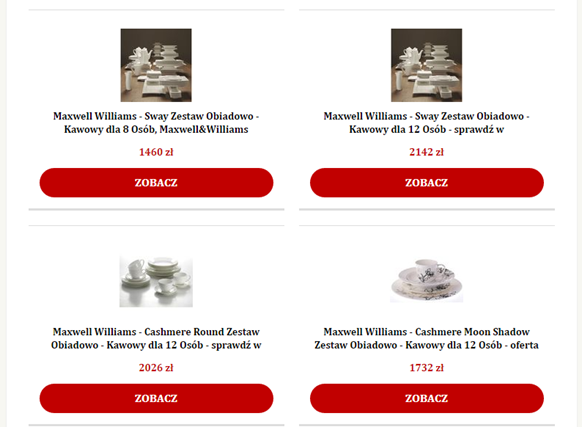 Maxwell Williams - Sway Zestaw Obiadowo -
Kawowy dla 8 Osób, Maxwell&Williams
1460 zł
ZOBACZ
Maxwell Williams - Sway Zestaw Obiadowo -
Kawowy dla 12 Osób - sprawdź w
2142 zł
ZOBACZ
Maxwell Williams - Cashmere Round Zestaw
Obiadowo - Kawowy dla 12 Osób - sprawdź w
2026 zł
ZOBACZ
Maxwell Williams - Cashmere Moon Shadow
Zestaw Obiadowo - Kawowy dla 12 Osób - oferta
1732 zł
ZOBACZ